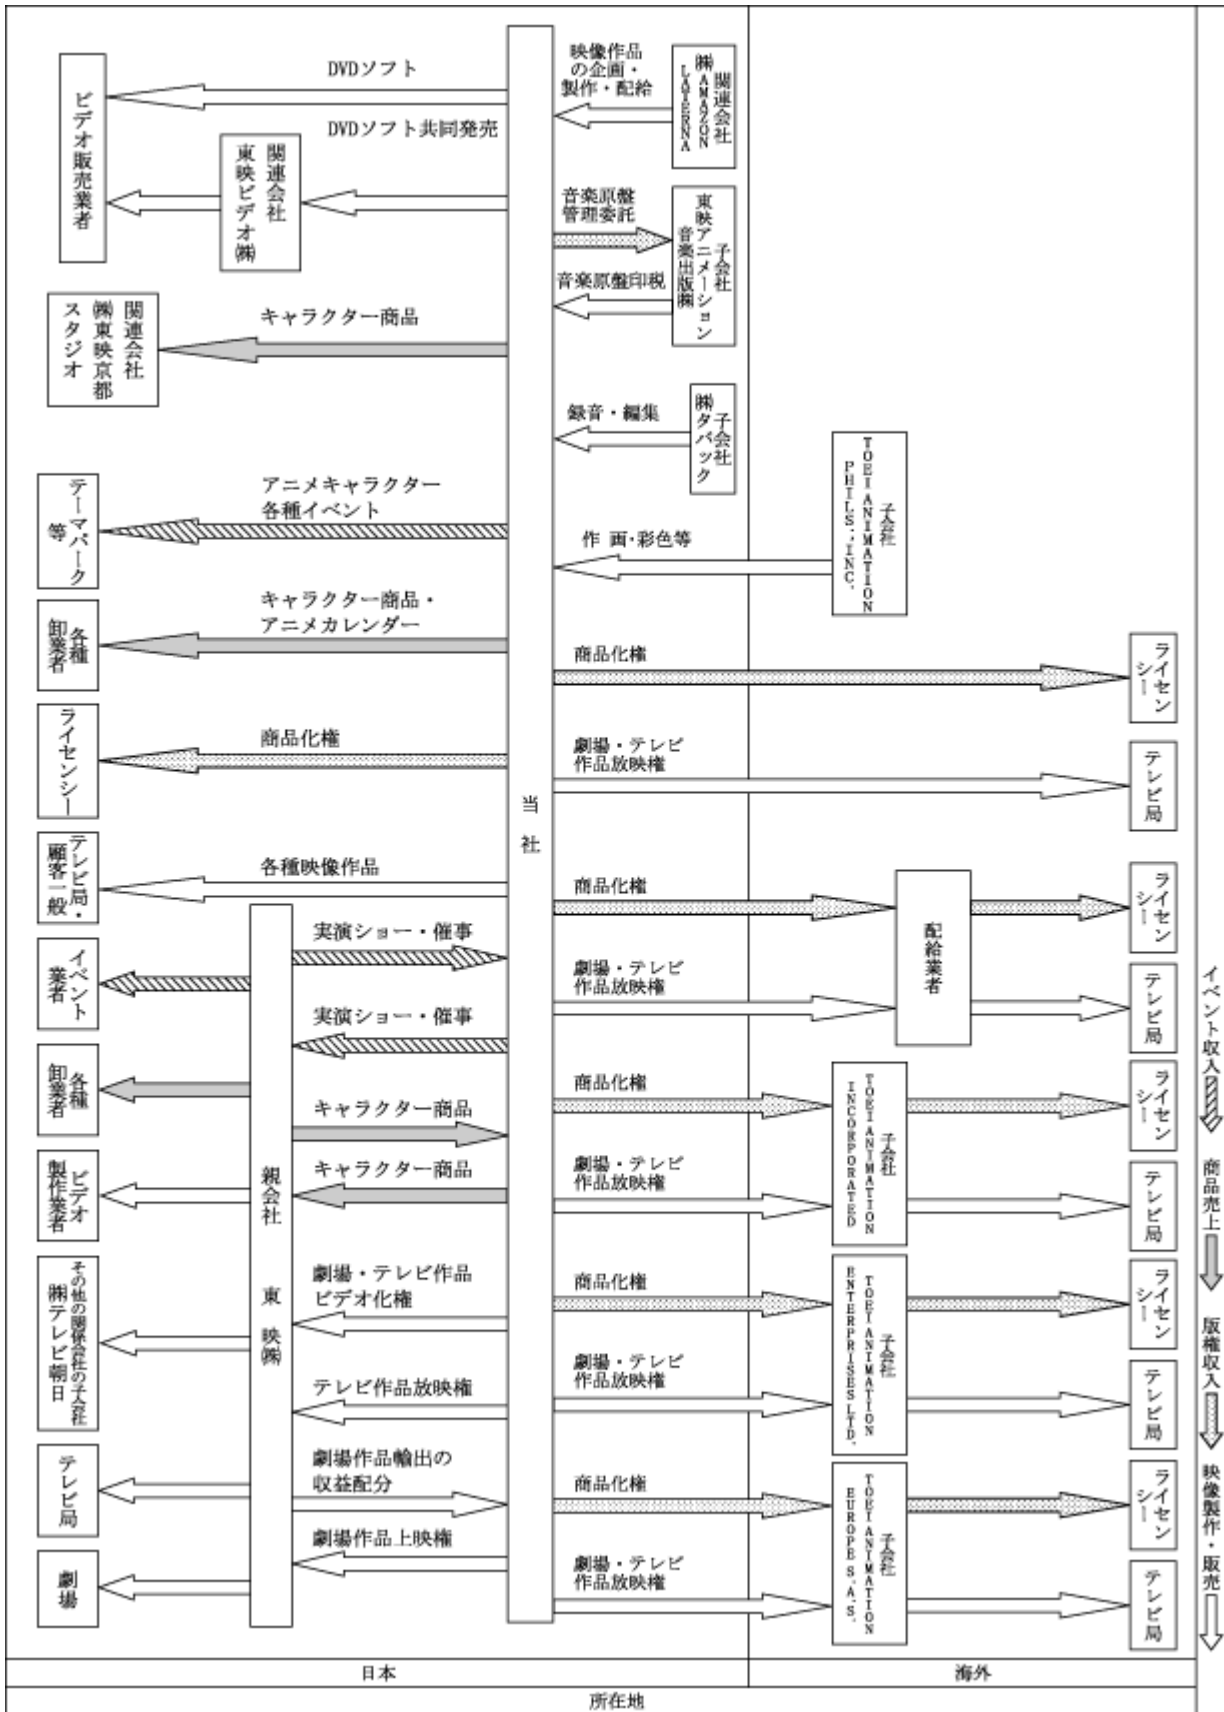 DVDソフト
DVDソフト共同発売
ビデオ販売業者
関連会社
東映ビデオ㈱
関連会社
㈱東映京都
スタジオ
キャラクター商品
テーマパーク
等
アニメキャラクター
各種イベント
各種
卸業者
キャラクター商品・
アニメカレンダー
ライセンシー
商品化権
テレビ局・
顧客一般
各種映像作品
イベント
業者
実演ショー・催事
実演ショー・催事
各種
卸業者
キャラクター商品
キャラクター商品
ビデオ
製作業者
その他の関係会社の子会社
㈱テレビ朝日
劇場・テレビ作品
ビデオ化権
テレビ作品放映権
テレビ局
劇場作品輸出の
収益配分
劇場作品上映権
劇場
親会社 東映㈱
当社
映像作品
の企画・
製作・配給
関連会社
㈱AMAZON
LATERNA
音楽原盤
管理委託
音楽原盤印税
子会社
東映アニメーション
音楽出版㈱
録音・編集
子会社
㈱タバック
作画・彩色等
子会社
TOEI ANIMATION
PHILS.,INC.
商品化権
ライセン
シー
劇場・テレビ
作品放映権
テレビ局
商品化権
配給業者
ライセン
シー
劇場・テレビ
作品放映権
テレビ局
商品化権
子会社
TOEI ANIMATION
INCORPORATED
ライセン
シー
劇場・テレビ
作品放映権
テレビ局
商品化権
子会社
TOEI ANIMATION
ENTERPRISES LTD.
ライセン
シー
劇場・テレビ
作品放映権
テレビ局
商品化権
子会社
TOEI ANIMATION
EUROPE S.A.S.
ライセン
シー
劇場・テレビ
作品放映権
テレビ局
イベント収入
商品売上
版権収入
映像製作・販売
日本
海外
所在地